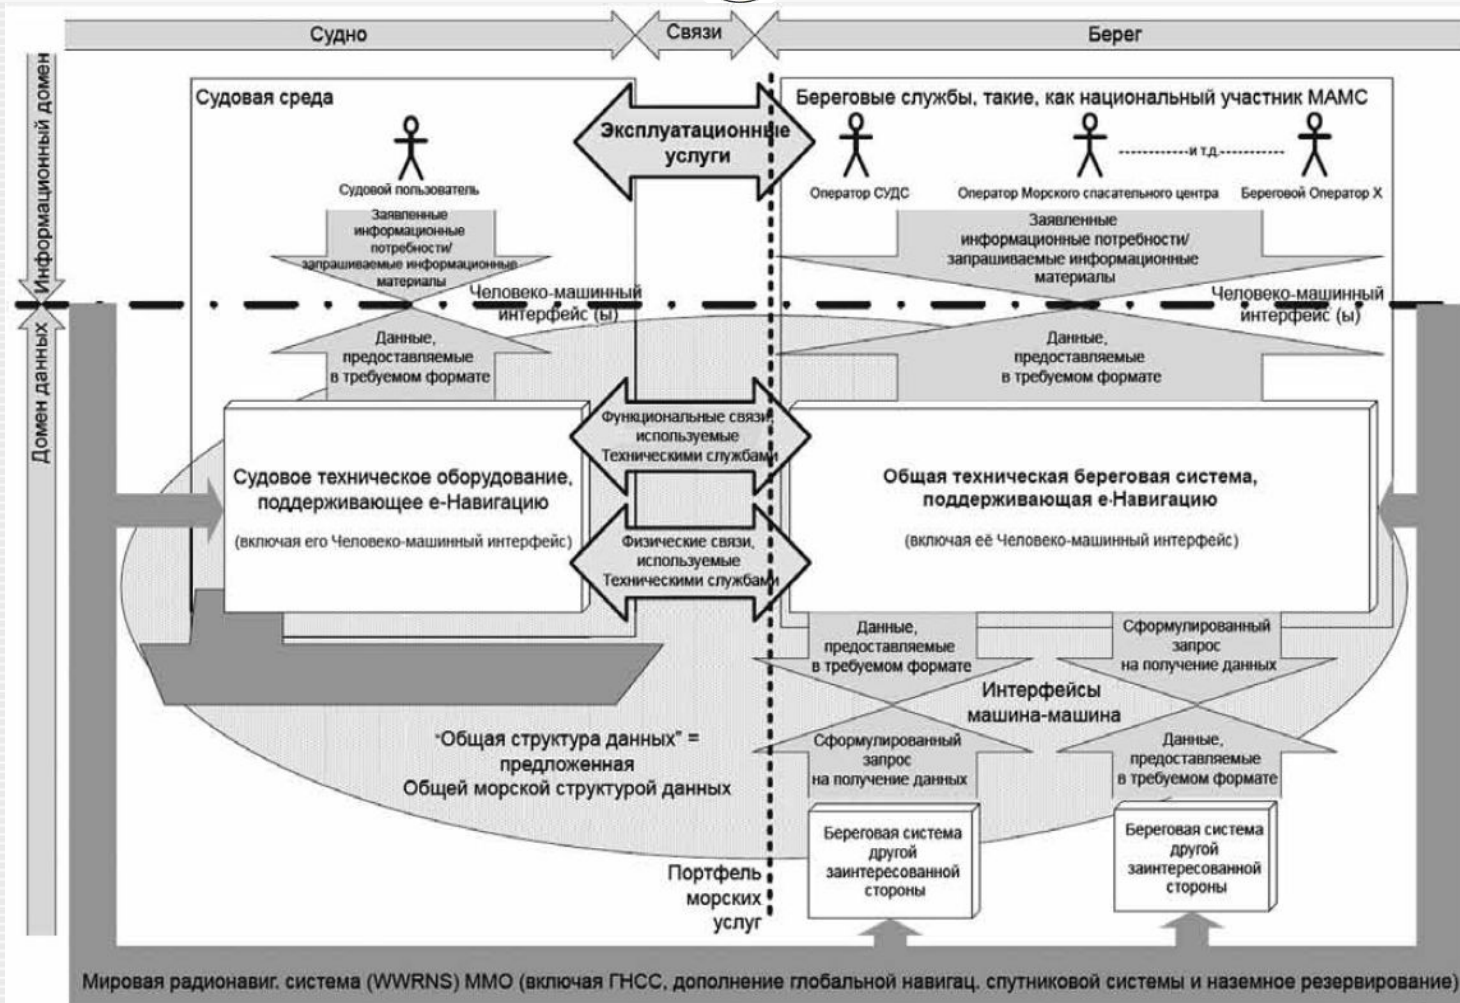 Судно
Связи
Берег
Информационный домен
Домен данных
Судовая среда
Судовой пользователь
Заявленные
информационные
потребности/
запрашиваемые информационные
материалы
Человеко-машинный
интерфейс (ы)
Данные,
предоставляемые
в требуемом формате
Эксплуатационные
услуги
Береговые службы, такие, как национальный участник МАМС
и т.д.
Оператор СУДС
Оператор Морского спасательного центра
Береговой Оператор X
Заявленные
информационные потребности/
запрашиваемые информационные
материалы
Человеко-машинный
интерфейс (ы)
Данные,
предоставляемые
в требуемом формате
Судовое техническое оборудование,
поддерживающее е-Навигацию
(включая его Человеко-машинный интерфейс)
Функциональные связи,
используемые
Техническими службами
Физические связи,
используемые
Техническими службами
Общая техническая береговая система,
поддерживающая е-Навигацию
(включая её Человеко-машинный интерфейс)
Данные,
предоставляемые
в требуемом формате
Сформулированный
запрос
на получение данных
Интерфейсы
машина-машина
Сформулированный
запрос
на получение данных
Данные,
предоставляемые
в требуемом формате
"Общая структура данных" =
предложенная
Общей морской структурой данных
Береговая система
другой
заинтересованной
стороны
Береговая система
другой
заинтересованной
стороны
Портфель
морских
услуг
Мировая радионавиг. система (WWRNS) ММО (включая ГНСС, дополнение глобальной навигац. спутниковой системы и наземное резервирование)